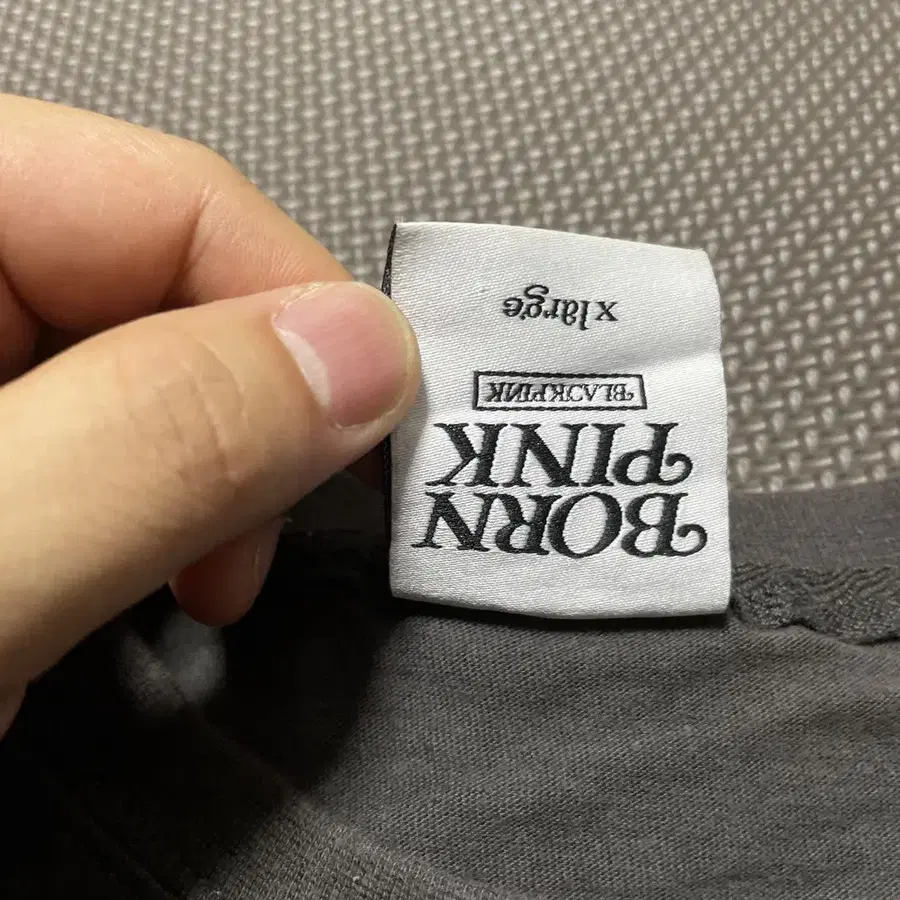 BORN
PINK
BLACKPINK
x large